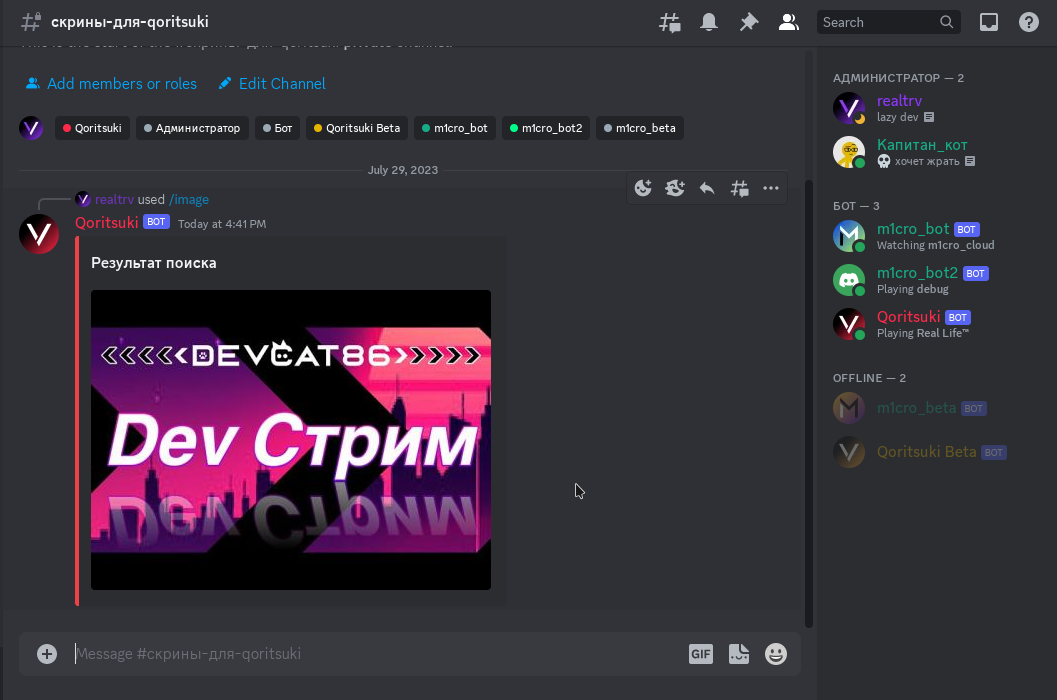 скрины-для-qoritsuki
Search
Add members or roles
Edit Channel
Qoritsuki
Администратор
Бот
Qoritsuki Beta
m1cro_bot
m1cro_bot2
m1cro_beta
July 29, 2023
realtrv used /image
Qoritsuki BOT Today at 4:41 PM
Результат поиска
<<<<<DEVCAT86>>>>>
Dev Стрим
Message #скрины-для-qoritsuki
GIF
АДМИНИСТРАТОР — 2
realtrv
lazy dev
Капитан_кот
хочет жрать
БОТ — 3
m1cro_bot BOT
Watching m1cro_cloud
m1cro_bot2 BOT
Playing debug
Qoritsuki BOT
Playing Real Life™
OFFLINE — 2
m1cro_beta BOT
Qoritsuki Beta BOT